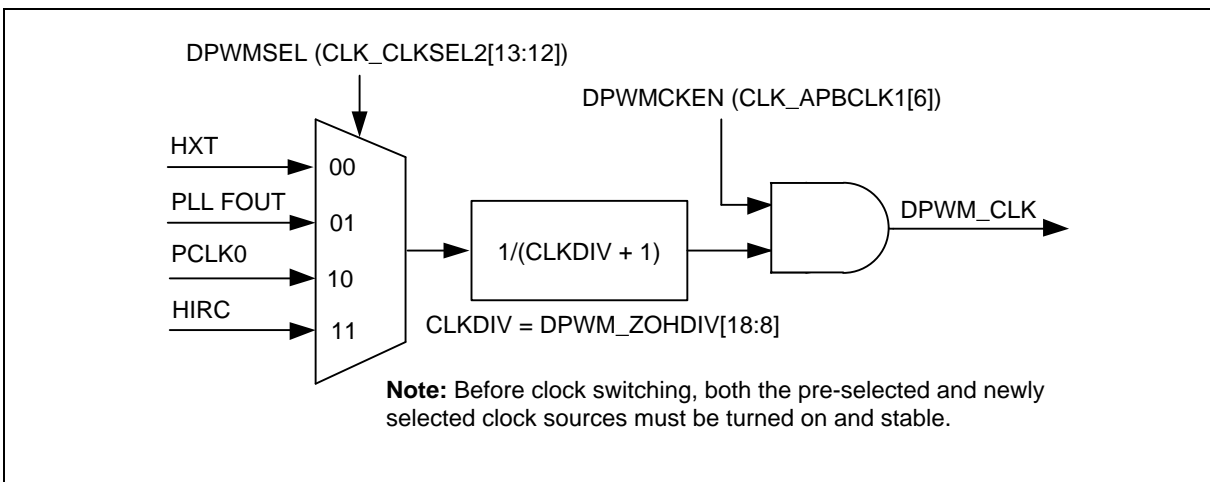 DPWMSEL (CLK_CLKSEL2[13:12])
DPWMCKEN (CLK_APBCLK1[6])
HXT
00
PLL FOUT
01
DPWM_CLK
PCLK0
10
1/(CLKDIV + 1)
HIRC
11
CLKDIV = DPWM_ZOHDIV[18:8]
Note: Before clock switching, both the pre-selected and newly
selected clock sources must be turned on and stable.